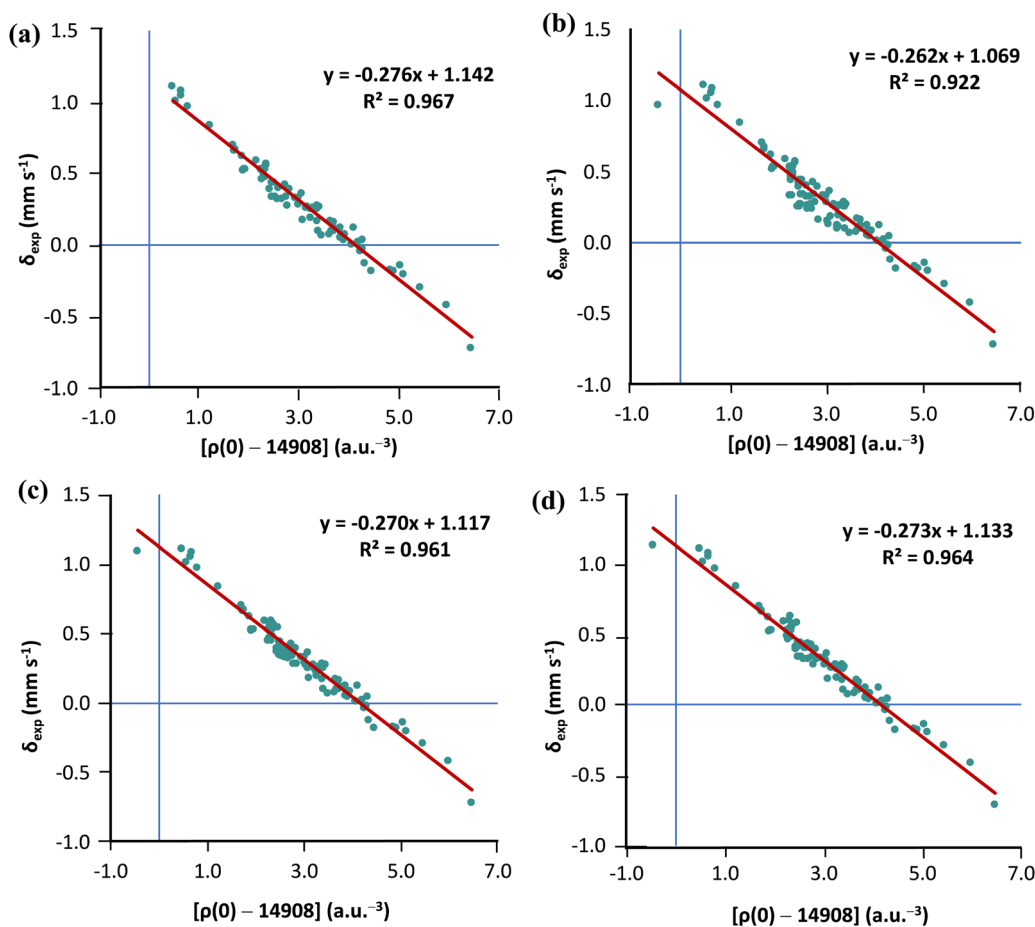 (a)
y = -0.276x + 1.142
R² = 0.967
δexp (mm s⁻¹)
1.5
1.0
0.5
0.0
-0.5
-1.0
-1.0 1.0 3.0 5.0 7.0
[ρ(0) – 14908] (a.u.⁻³)
(b)
y = -0.262x + 1.069
R² = 0.922
δexp (mm s⁻¹)
1.5
1.0
0.5
0.0
-0.5
-1.0
-1.0 1.0 3.0 5.0 7.0
[ρ(0) – 14908] (a.u.⁻³)
(c)
y = -0.270x + 1.117
R² = 0.961
δexp (mm s⁻¹)
1.5
1.0
0.5
0.0
-0.5
-1.0
-1.0 1.0 3.0 5.0 7.0
[ρ(0) – 14908] (a.u.⁻³)
(d)
y = -0.273x + 1.133
R² = 0.964
δexp (mm s⁻¹)
1.5
1.0
0.5
0.0
-0.5
-1.0
-1.0 1.0 3.0 5.0 7.0
[ρ(0) – 14908] (a.u.⁻³)